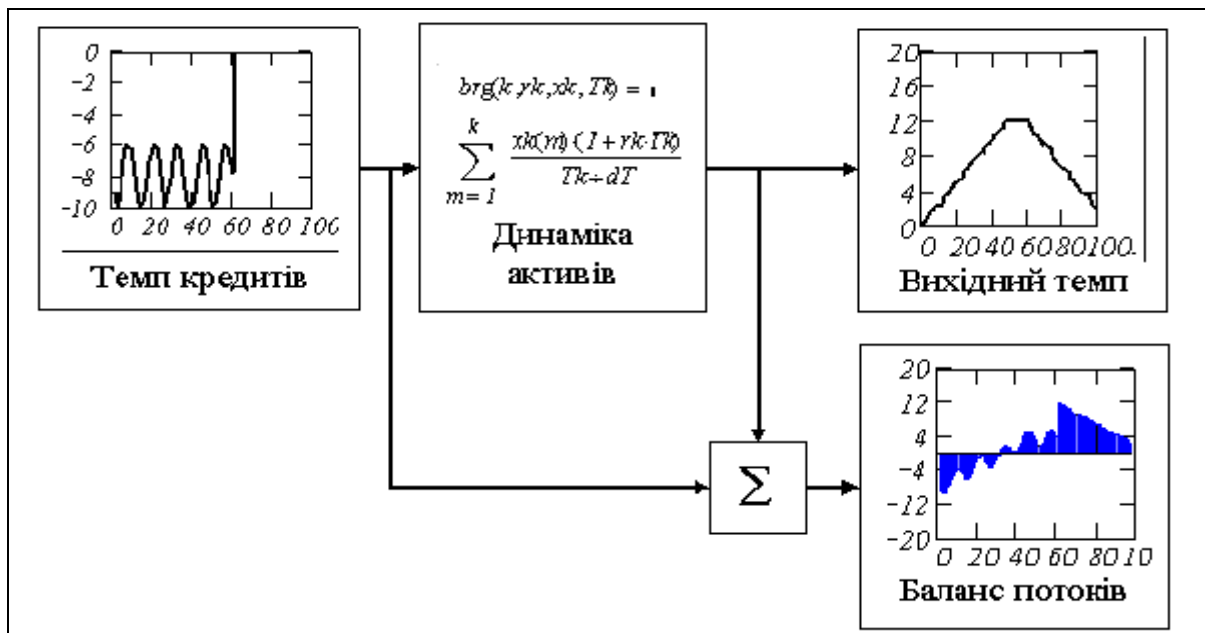 0
−2
−4
−6
−8
−10
0 20 40 60 80 100
Темп кредитів
brg(k,rk,xk,Tk) =
k
∑ xk(m)·(1 + rk·Tk)
Tk÷dT
m= 1
Динаміка
активів
20
16
12
8
4
0
0 20 40 60 80 100
Вихідний темп
Σ
20
12
4
−4
−12
−20
0 20 40 60 80 10
Баланс потоків